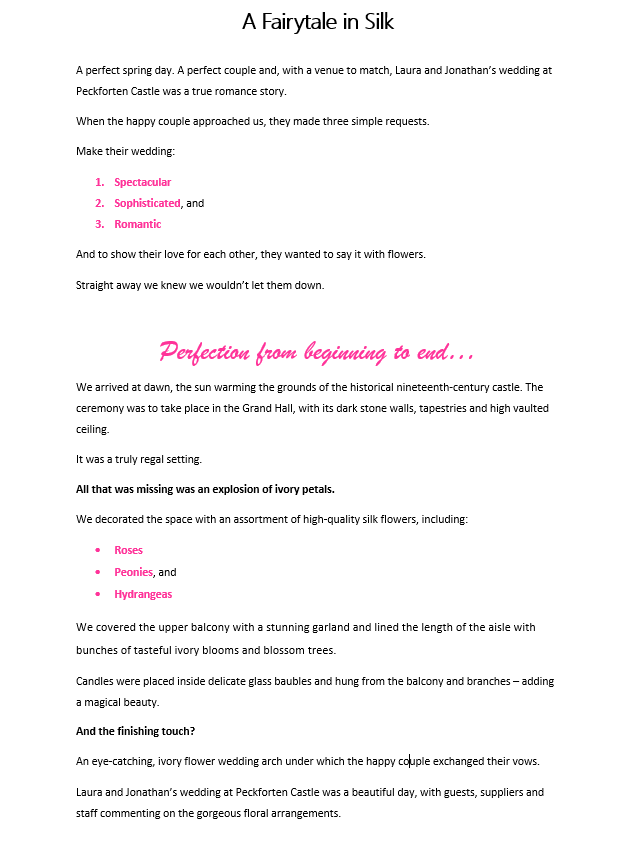 A Fairytale in Silk
A perfect spring day. A perfect couple and, with a venue to match, Laura and Jonathan’s wedding at
Peckforten Castle was a true romance story.
When the happy couple approached us, they made three simple requests.
Make their wedding:
1. Spectacular
2. Sophisticated, and
3. Romantic
And to show their love for each other, they wanted to say it with flowers.
Straight away we knew we wouldn’t let them down.
Perfection from beginning to end...
We arrived at dawn, the sun warming the grounds of the historical nineteenth-century castle. The
ceremony was to take place in the Grand Hall, with its dark stone walls, tapestries and high vaulted
ceiling.
It was a truly regal setting.
All that was missing was an explosion of ivory petals.
We decorated the space with an assortment of high-quality silk flowers, including:
• Roses
• Peonies, and
• Hydrangeas
We covered the upper balcony with a stunning garland and lined the length of the aisle with
bunches of tasteful ivory blooms and blossom trees.
Candles were placed inside delicate glass baubles and hung from the balcony and branches – adding
a magical beauty.
And the finishing touch?
An eye-catching, ivory flower wedding arch under which the happy couple exchanged their vows.
Laura and Jonathan’s wedding at Peckforten Castle was a beautiful day, with guests, suppliers and
staff commenting on the gorgeous floral arrangements.